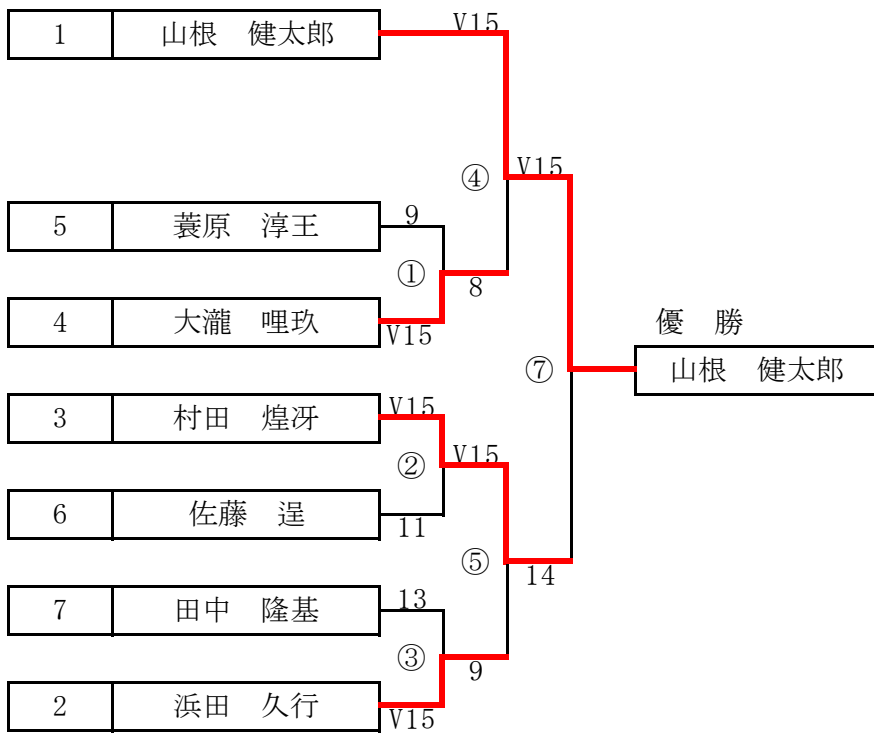 V15
1 山根 健太郎
④ V15
5 蓑原 淳王 9
① 8
4 大瀧 哩玖 V15
優 勝
⑦ 山根 健太郎
3 村田 煌冴 V15
② V15
6 佐藤 逞 11
⑤ 14
7 田中 隆基 13
③ 9
2 浜田 久行 V15